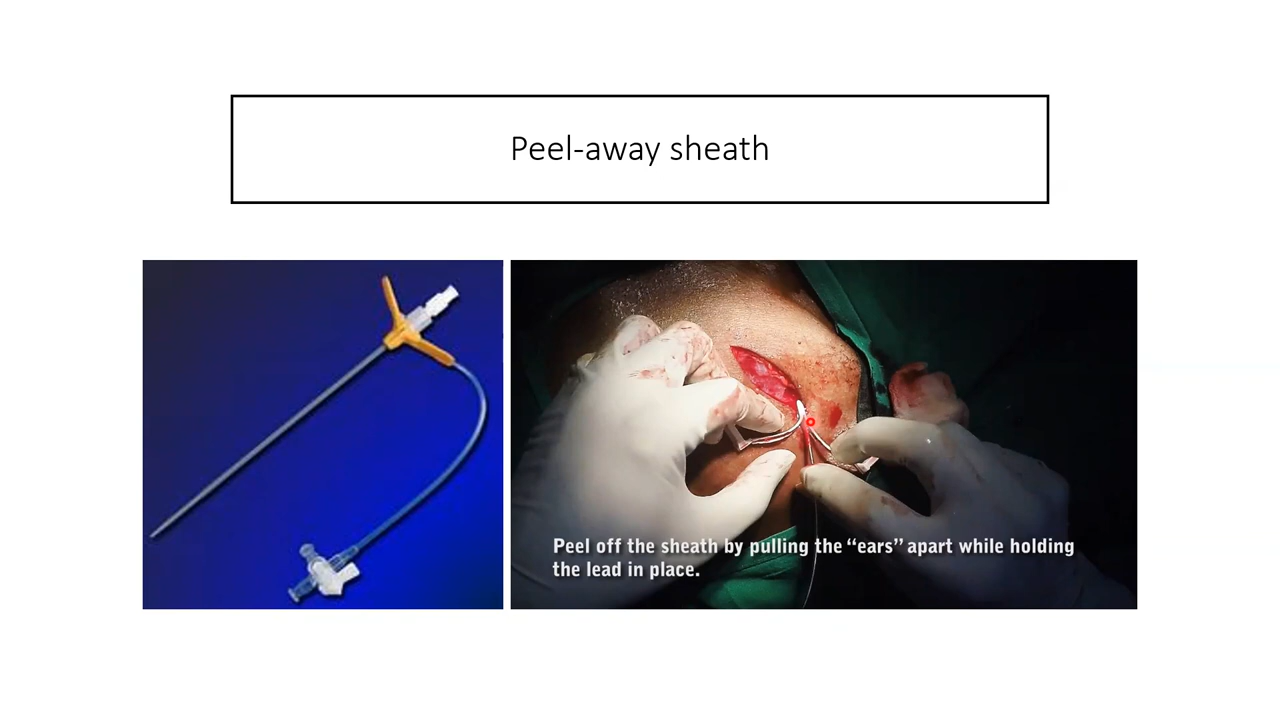 Peel-away sheath
Peel off the sheath by pulling the “ears” apart while holding
the lead in place.